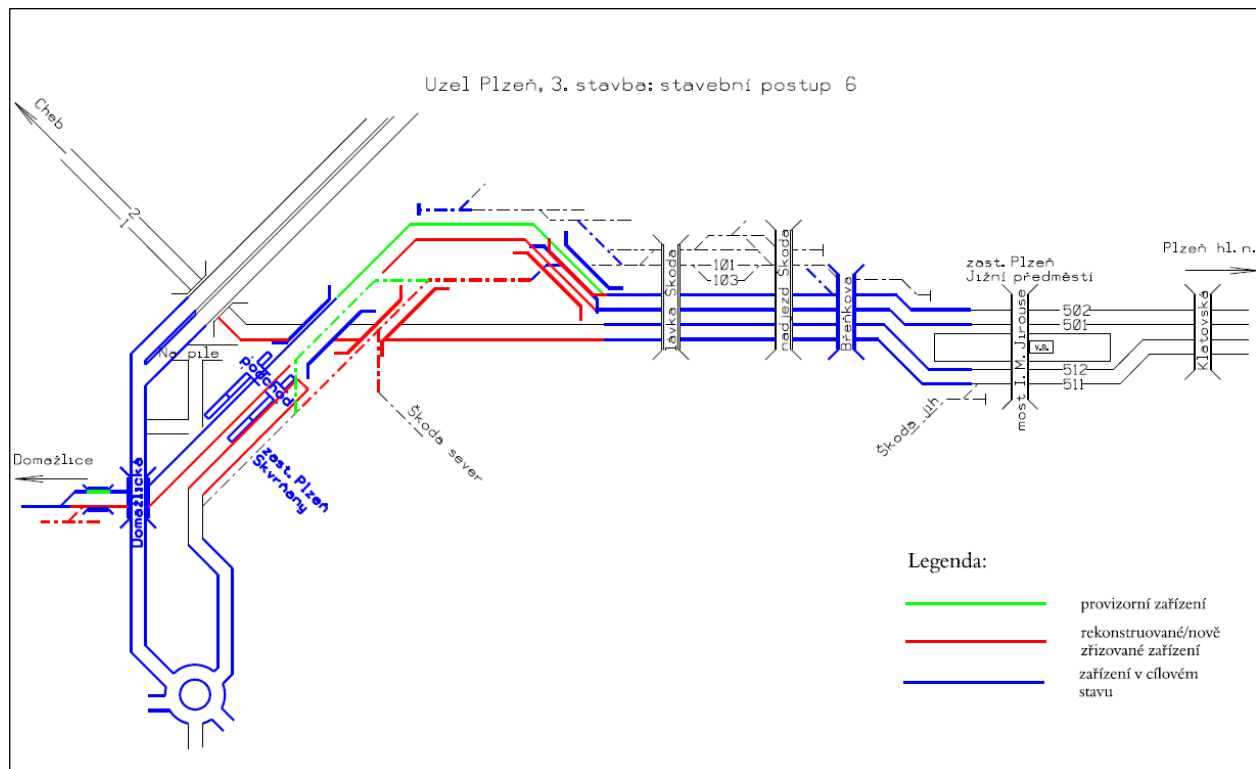 Uzel Plzeň, 3. stavba: stavební postup 6
Cheb
2
1
Na pile
Podchod
zast. Plzeň
Skvrňany
Domažlice
Domažlická
Škoda sever
lávka Škoda
101
103
nadjezd Škoda
Břeňkova
zast. Plzeň
Jižní předměstí
most I. M. Jirouse
v.b.
502
501
512
511
Škoda jih
Plzeň hl. n.
Klatovská
Legenda:
provizorní zařízení
rekonstruované/nově
zřizované zařízení
zařízení v cílovém
stavu